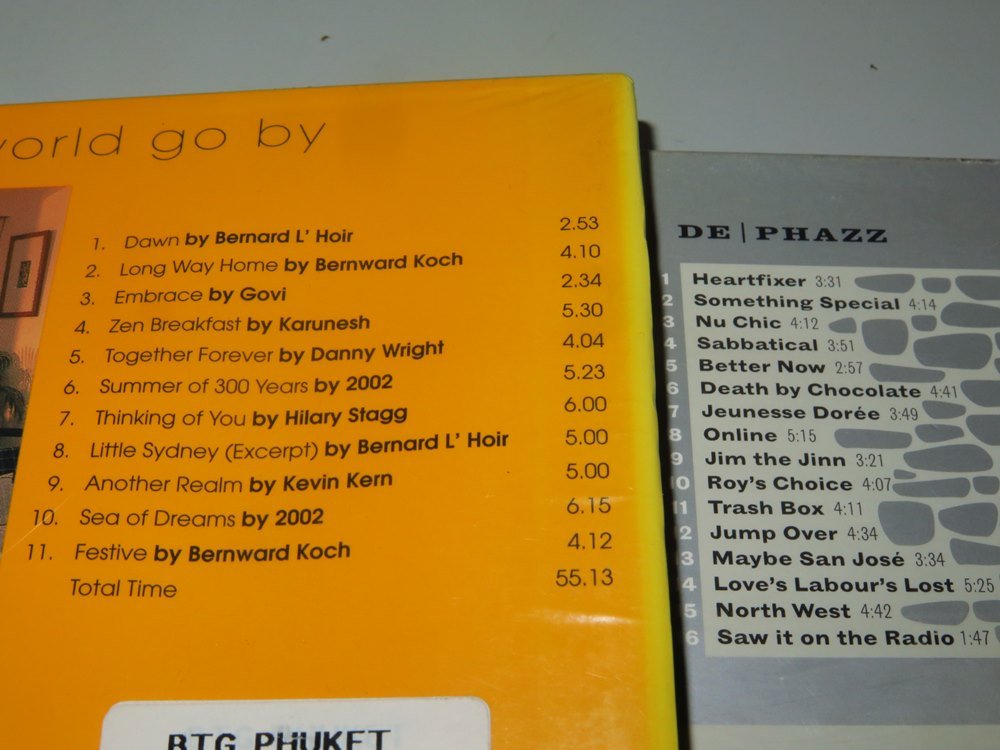 world go by
1. Dawn by Bernard L' Hoir 2.53
2. Long Way Home by Bernward Koch 4.10
3. Embrace by Govi 2.34
4. Zen Breakfast by Karunesh 5.30
5. Together Forever by Danny Wright 4.04
6. Summer of 300 Years by 2002 5.23
7. Thinking of You by Hilary Stagg 6.00
8. Little Sydney (Excerpt) by Bernard L' Hoir 5.00
9. Another Realm by Kevin Kern 5.00
10. Sea of Dreams by 2002 6.15
11. Festive by Bernward Koch 4.12
Total Time 55.13
BTG PHUKET
DE | PHAZZ
1 Heartfixer 3:31
2 Something Special 4:14
3 Nu Chic 4:12
4 Sabbatical 3:51
5 Better Now 2:57
6 Death by Chocolate 4:41
7 Jeunesse Dorée 3:49
8 Online 5:15
9 Jim the Jinn 3:21
10 Roy's Choice 4:07
11 Trash Box 4:11
2 Jump Over 4:34
3 Maybe San José 3:34
4 Love's Labour's Lost 5:25
5 North West 4:42
6 Saw it on the Radio 1:47